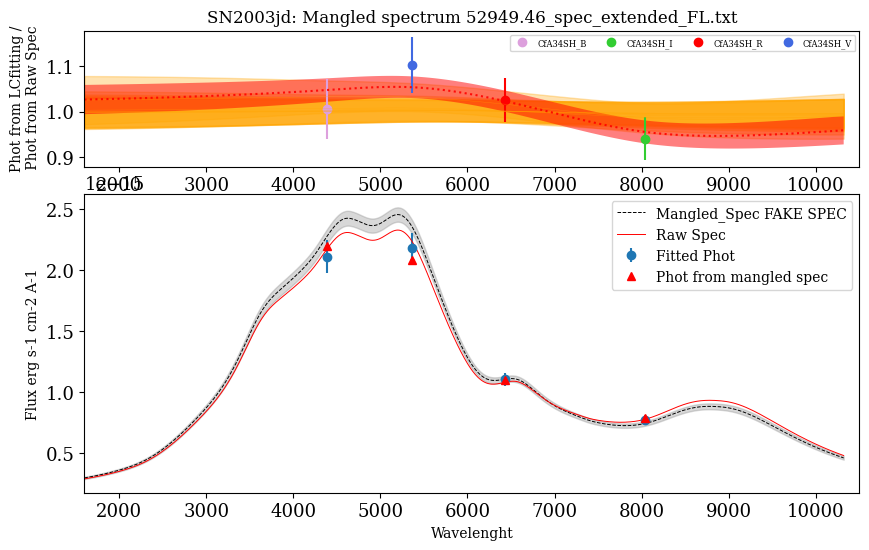 SN2003jd: Mangled spectrum 52949.46_spec_extended_FL.txt
Phot from LCfitting /
Phot from Raw Spec
1.1
1.0
0.9
CfA34SH_B CfA34SH_I CfA34SH_R CfA34SH_V
2000 3000 4000 5000 6000 7000 8000 9000 10000
1e−15
Flux erg s-1 cm-2 A-1
2.5
2.0
1.5
1.0
0.5
Mangled_Spec FAKE SPEC
Raw Spec
Fitted Phot
Phot from mangled spec
2000 3000 4000 5000 6000 7000 8000 9000 10000
Wavelenght